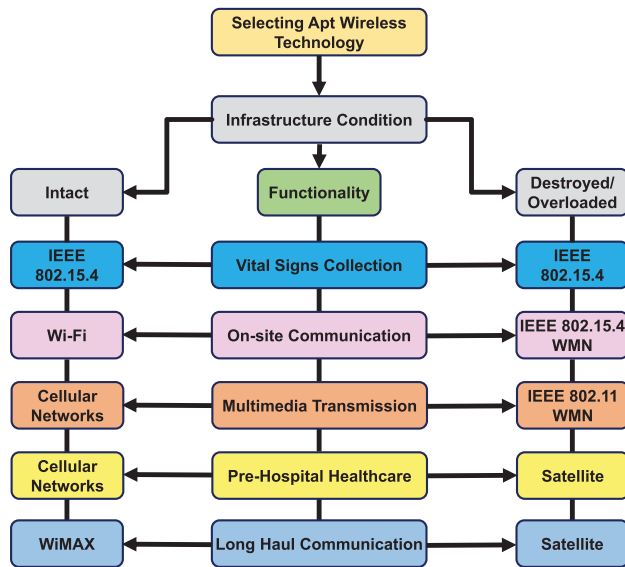 Selecting Apt Wireless
Technology
Infrastructure Condition
Intact
Functionality
Destroyed/
Overloaded
IEEE
802.15.4
Vital Signs Collection
IEEE
802.15.4
Wi-Fi
On-site Communication
IEEE 802.15.4
WMN
Cellular
Networks
Multimedia Transmission
IEEE 802.11
WMN
Cellular
Networks
Pre-Hospital Healthcare
Satellite
WiMAX
Long Haul Communication
Satellite